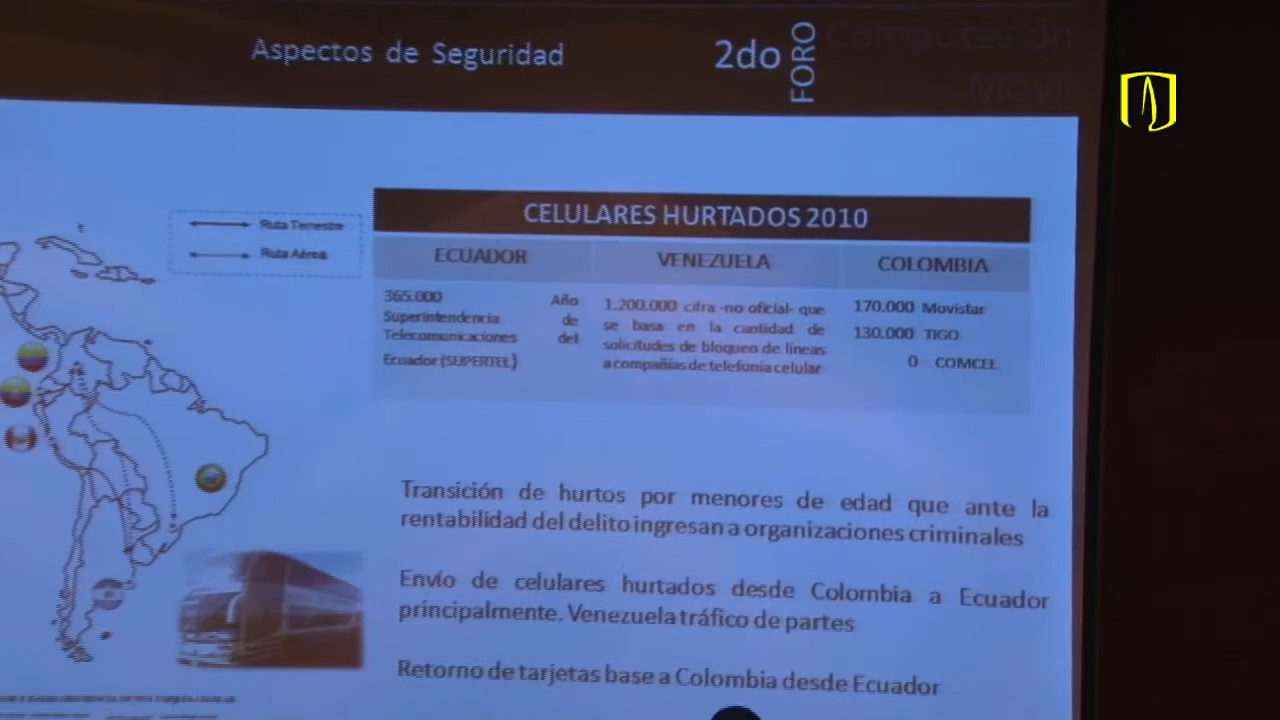 Aspectos de Seguridad
2do
FORO
Computación
Móvil
Ruta Terrestre
Ruta Aérea
CELULARES HURTADOS 2010
ECUADOR VENEZUELA COLOMBIA
365.000 Año
Superintendencia de
Telecomunicaciones del
Ecuador (SUPERTEL)
1.200.000 cifra -no oficial- que
se basa en la cantidad de
solicitudes de bloqueo de líneas
a compañías de telefonía celular
170.000 Movistar
130.000 TIGO
0 COMCEL
Transición de hurtos por menores de edad que ante la
rentabilidad del delito ingresan a organizaciones criminales
Envío de celulares hurtados desde Colombia a Ecuador
principalmente. Venezuela tráfico de partes
Retorno de tarjetas base a Colombia desde Ecuador